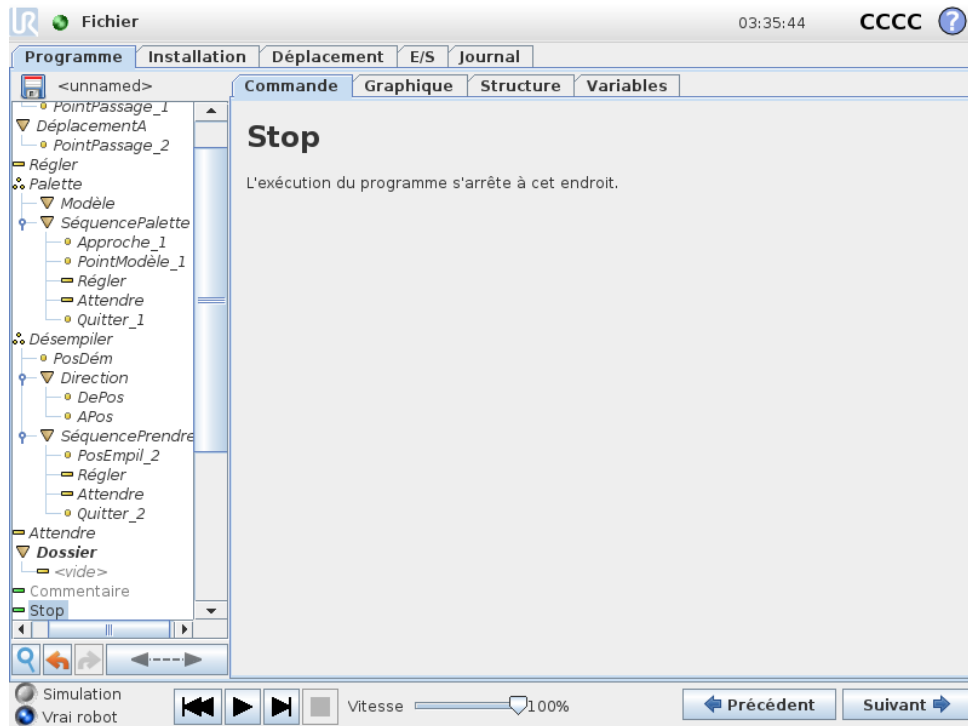 UR Fichier 03:35:44 CCCC ?
Programme Installation Déplacement E/S Journal
<unnamed>
Commande Graphique Structure Variables
PointPassage_1
DéplacementA
PointPassage_2
Régler
Palette
Modèle
SéquencePalette
Approche_1
PointModèle_1
Régler
Attendre
Quitter_1
Désempiler
PosDém
Direction
DePos
APos
SéquencePrendre
PosEmpil_2
Régler
Attendre
Quitter_2
Attendre
Dossier
<vide>
Commentaire
Stop
Stop
L'exécution du programme s'arrête à cet endroit.
Simulation
Vrai robot
Vitesse 100%
Précédent Suivant